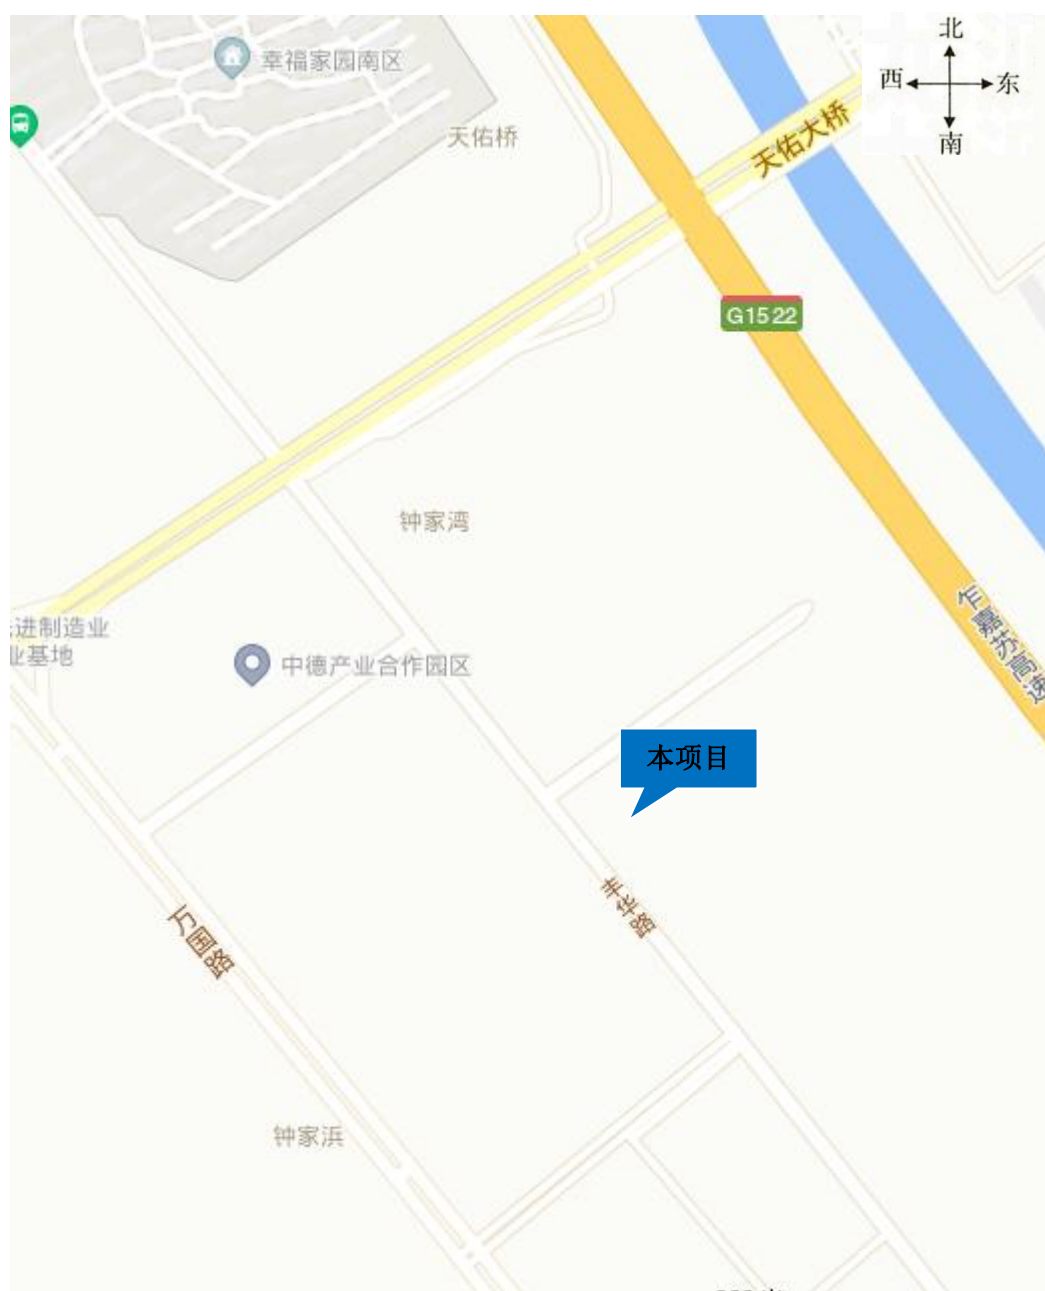 北
西
东
南
幸福家园南区
天佑桥
天佑大桥
G1522
钟家湾
乍嘉苏高速
进制造业
业基地
中德产业合作园区
本项目
丰华路
万国路
钟家浜